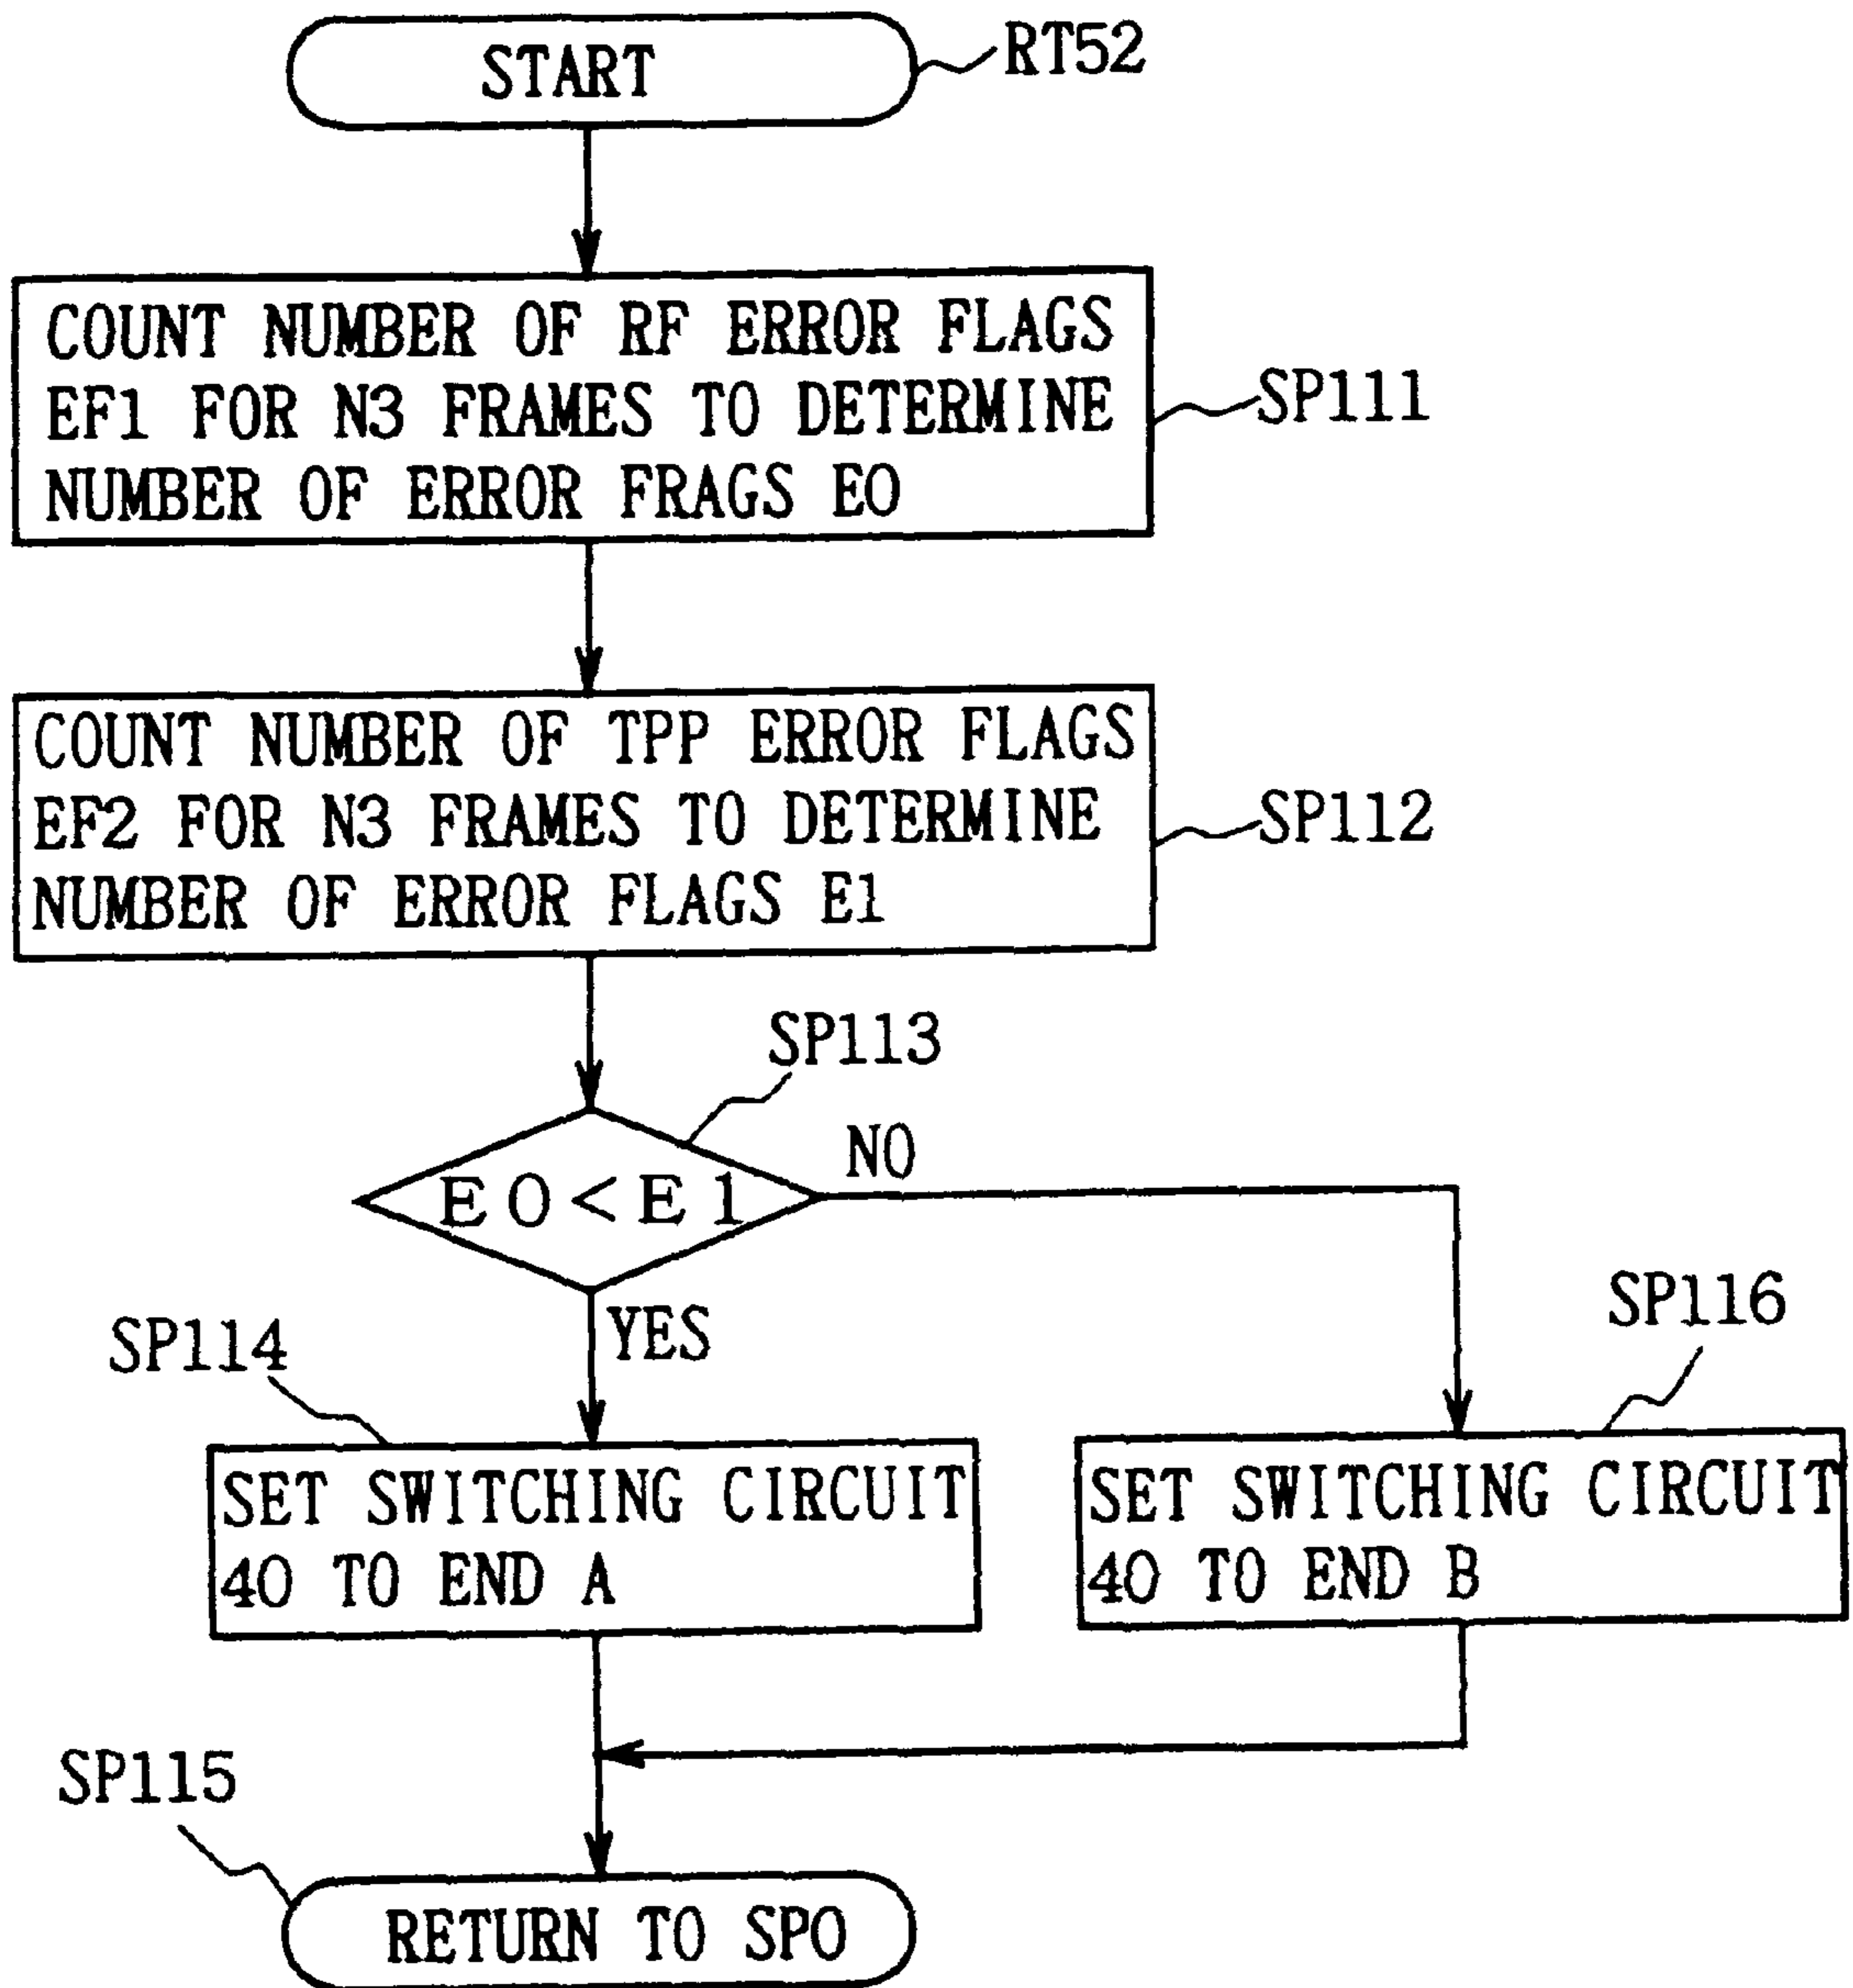 START
RT52
COUNT NUMBER OF RF ERROR FLAGS
EF1 FOR N3 FRAMES TO DETERMINE
NUMBER OF ERROR FRAGS E0
SP111
COUNT NUMBER OF TPP ERROR FLAGS
EF2 FOR N3 FRAMES TO DETERMINE
NUMBER OF ERROR FLAGS E1
SP112
SP113
E0<E1
NO
YES
SP114
SET SWITCHING CIRCUIT
40 TO END A
SP116
SET SWITCHING CIRCUIT
40 TO END B
SP115
RETURN TO SP0